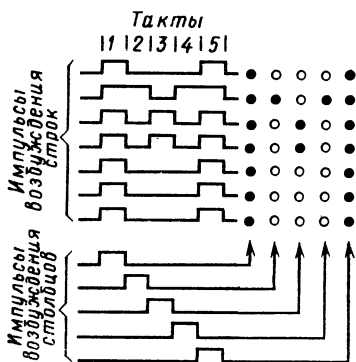 Такты
|1|2|3|4|5|
Импульсы
возбуждения
строк
Импульсы
возбуждения
столбцов